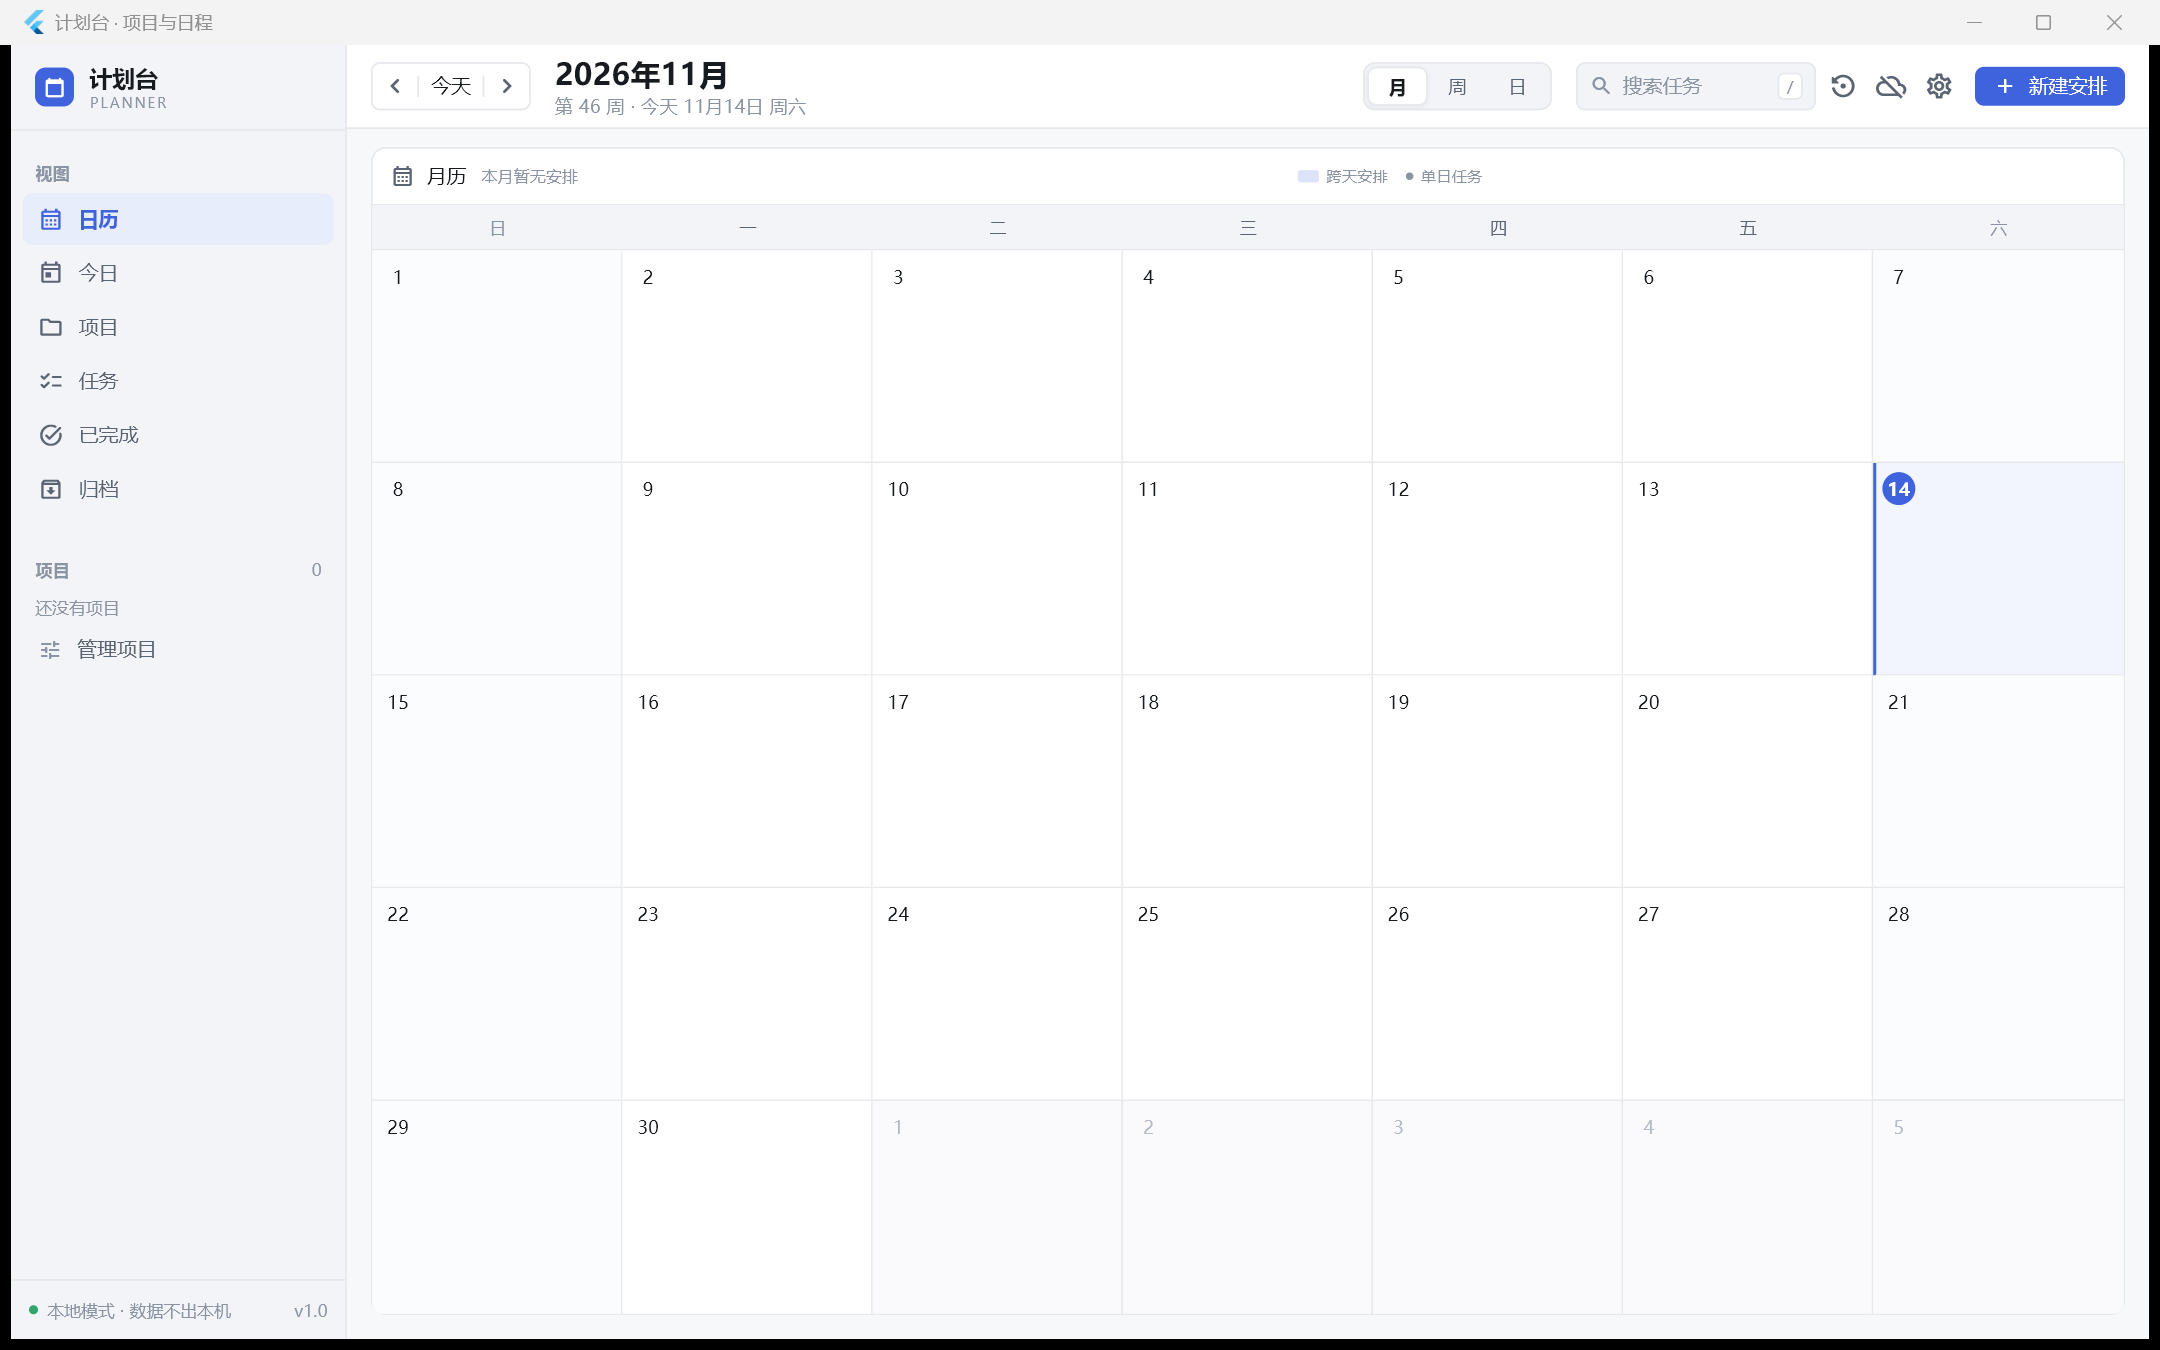 计划台 · 项目与日程
计划台
PLANNER
视图
日历
今日
项目
任务
已完成
归档
项目 0
还没有项目
管理项目
本地模式 · 数据不出本机 v1.0
今天
2026年11月
第 46 周 · 今天 11月14日 周六
月 周 日
搜索任务 /
新建安排
月历 本月暂无安排
跨天安排 单日任务
日 一 二 三 四 五 六
1 2 3 4 5 6 7
8 9 10 11 12 13 14
15 16 17 18 19 20 21
22 23 24 25 26 27 28
29 30 1 2 3 4 5